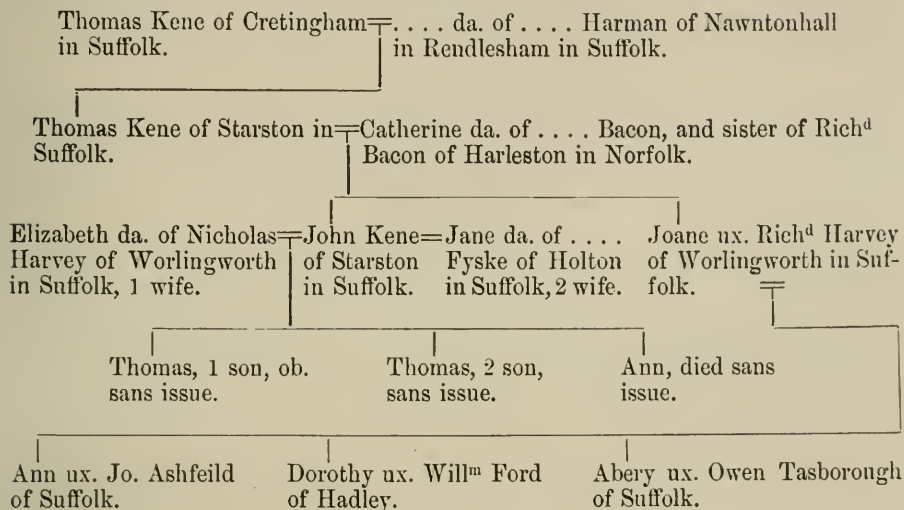 Thomas Kene of Cretingham=. . . . da. of . . . . Harman of Nawntonhall
in Suffolk. in Rendlesham in Suffolk.
Thomas Kene of Starston in=Catherine da. of . . . . Bacon, and sister of Richᵈ
Suffolk. Bacon of Harleston in Norfolk.
Elizabeth da. of Nicholas=John Kene=Jane da. of . . . . Joane ux. Richᵈ Harvey
Harvey of Worlingworth of Starston Fyske of Holton of Worlingworth in Suf-
in Suffolk, 1 wife. in Suffolk. in Suffolk, 2 wife. folk.
Thomas, 1 son, ob. Thomas, 2 son, Ann, died sans
sans issue. sans issue. issue.
Ann ux. Jo. Ashfeild Dorothy ux. Willᵐ Ford Abery ux. Owen Tasborough
of Suffolk. of Hadley. of Suffolk.